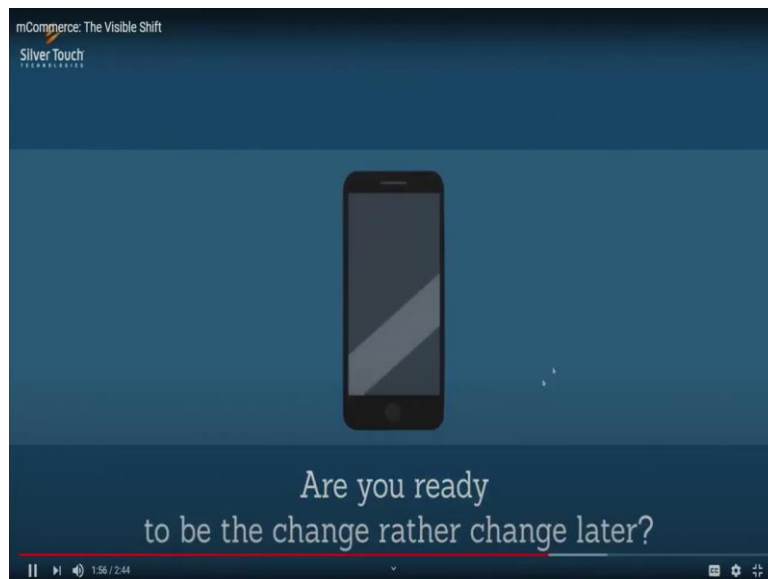 mCommerce: The Visible Shift
Silver Touch
TECHNOLOGIES
Are you ready
to be the change rather change later?
1:56 / 2:44